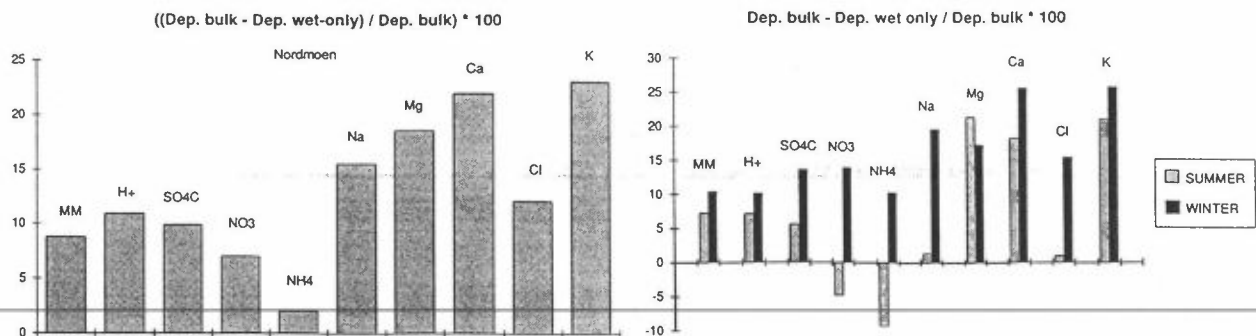 ((Dep. bulk - Dep. wet-only) / Dep. bulk) * 100
Nordmoen
25
20
15
10
5
0
MM
H+
SO4C
NO3
NH4
Na
Mg
Ca
Cl
K
Dep. bulk - Dep. wet only / Dep. bulk * 100
30
25
20
15
10
5
0
-5
-10
MM
H+
SO4C
NO3
NH4
Na
Mg
Ca
Cl
K
SUMMER
WINTER